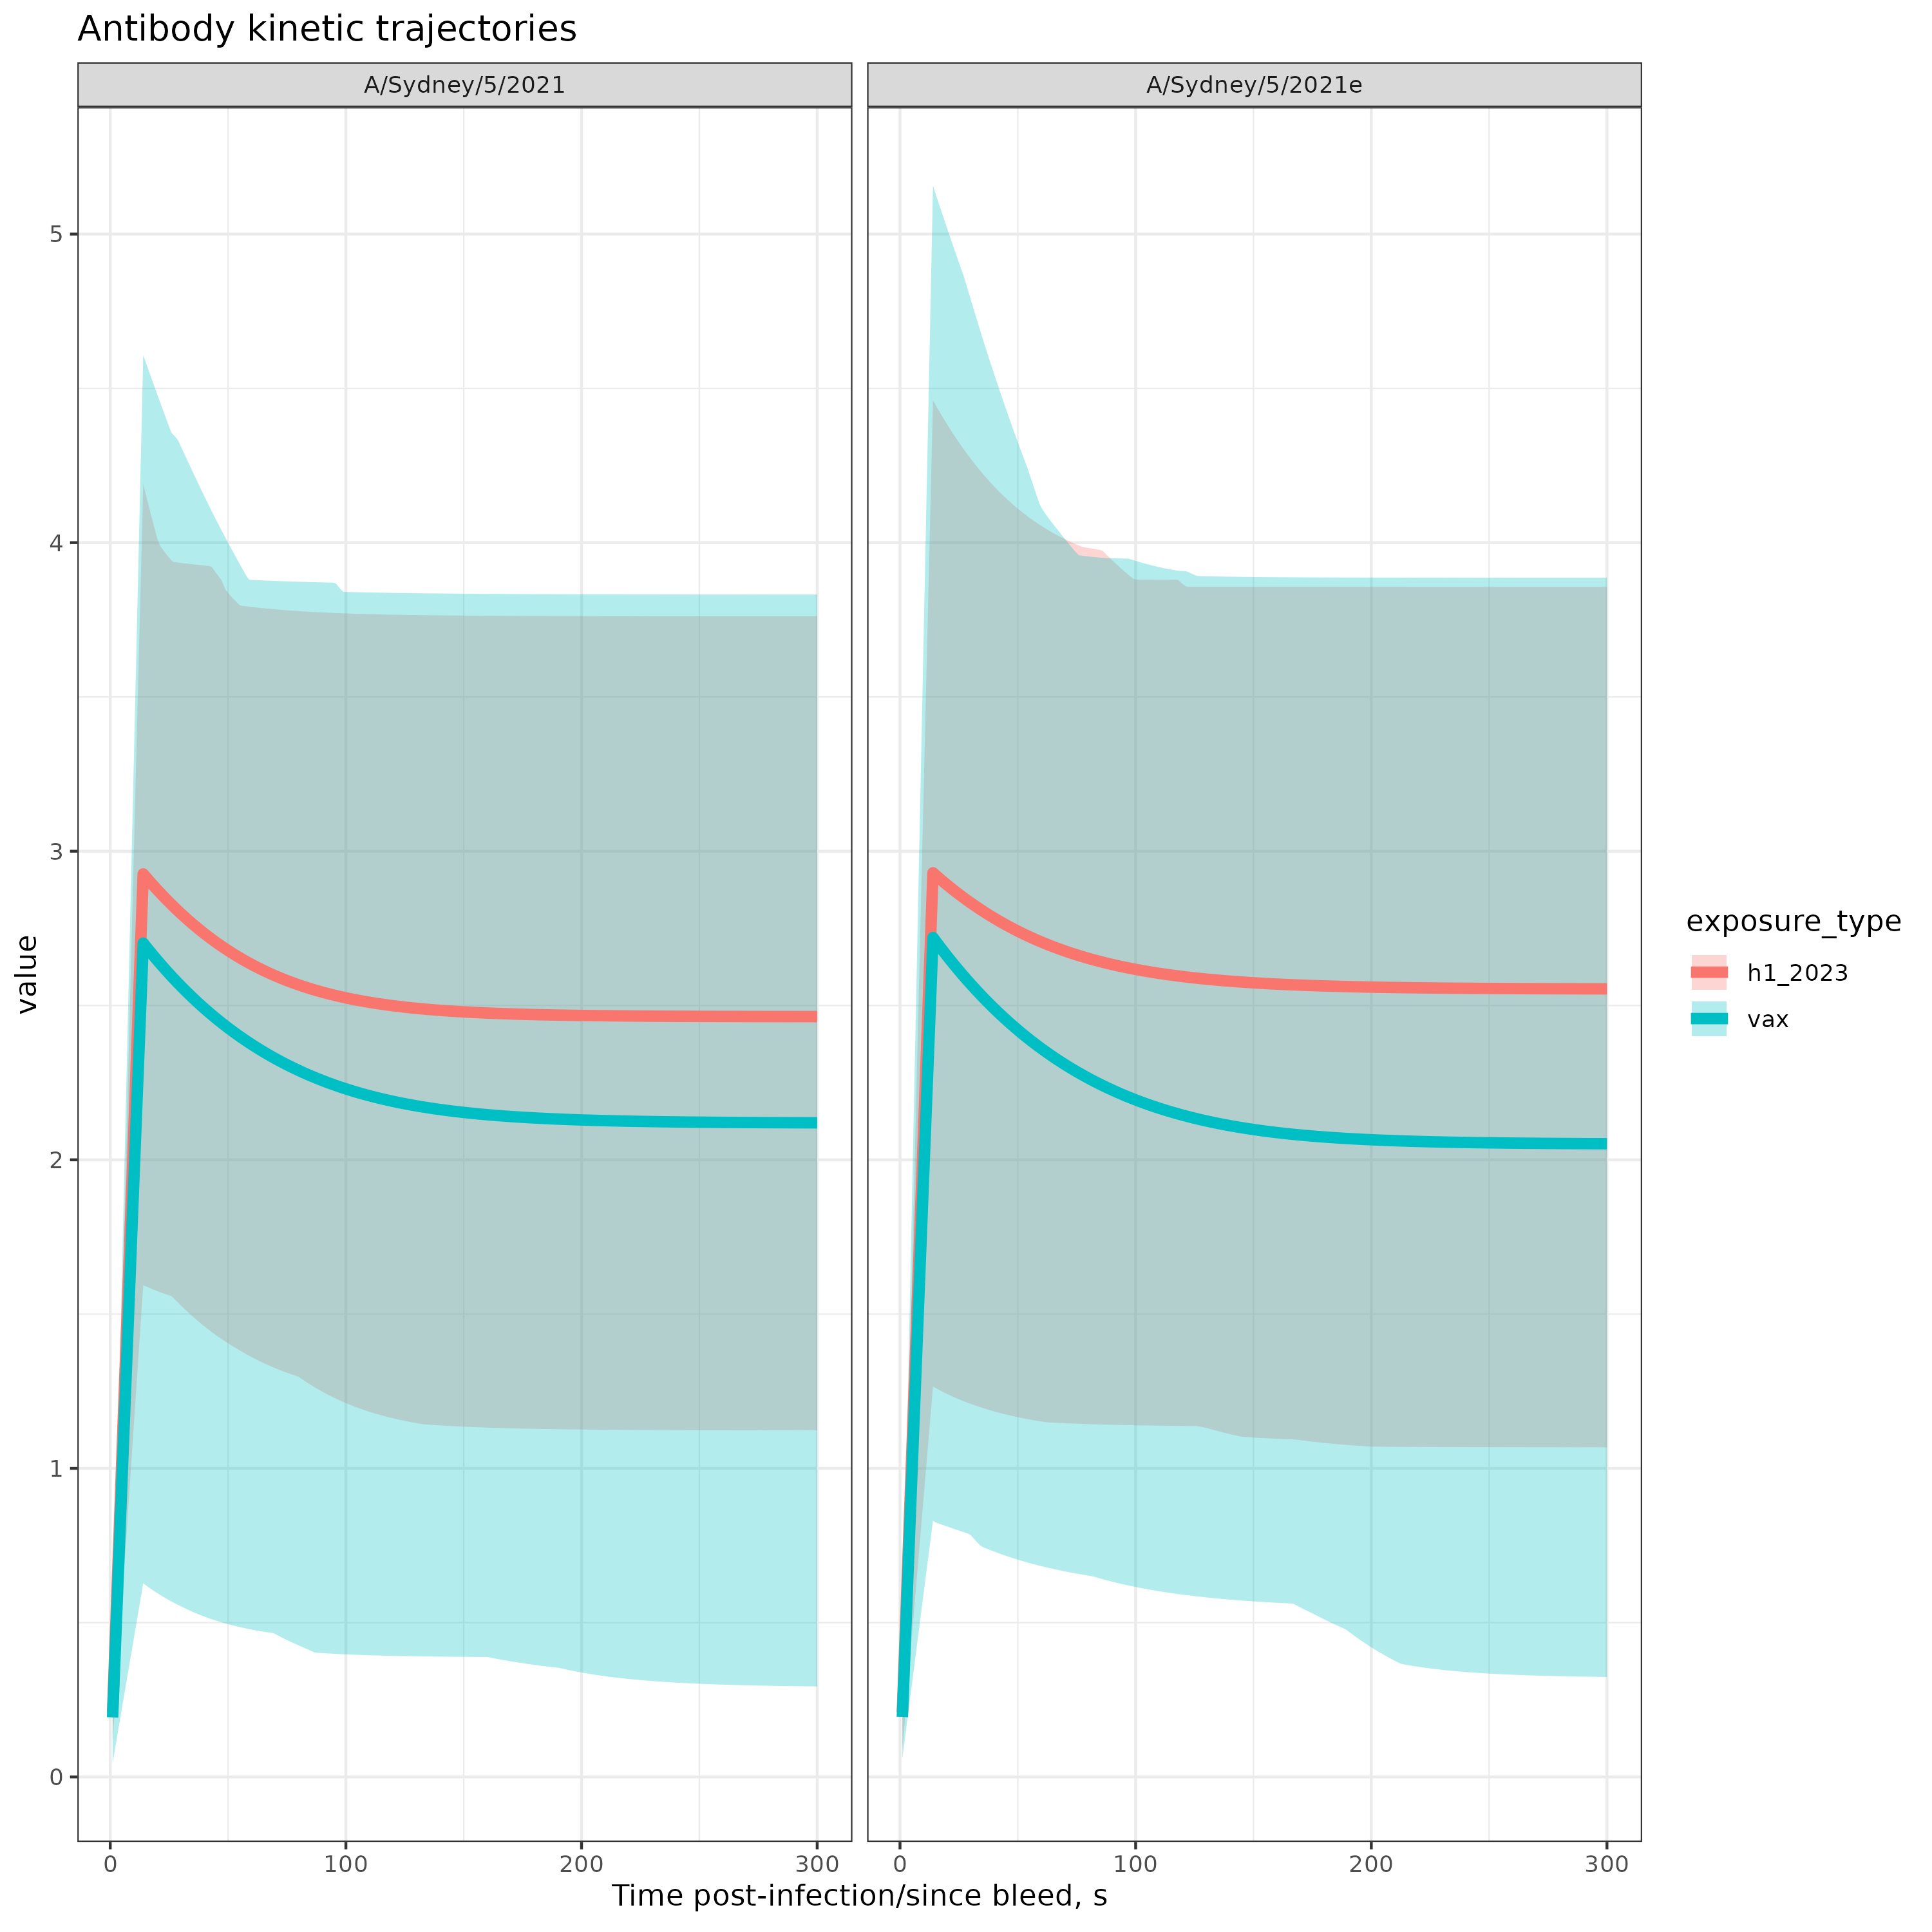 Antibody kinetic trajectories
A/Sydney/5/2021
A/Sydney/5/2021e
5
4
3
2
1
0
value
0 100 200 300
0 100 200 300
Time post-infection/since bleed, s
exposure_type
h1_2023
vax